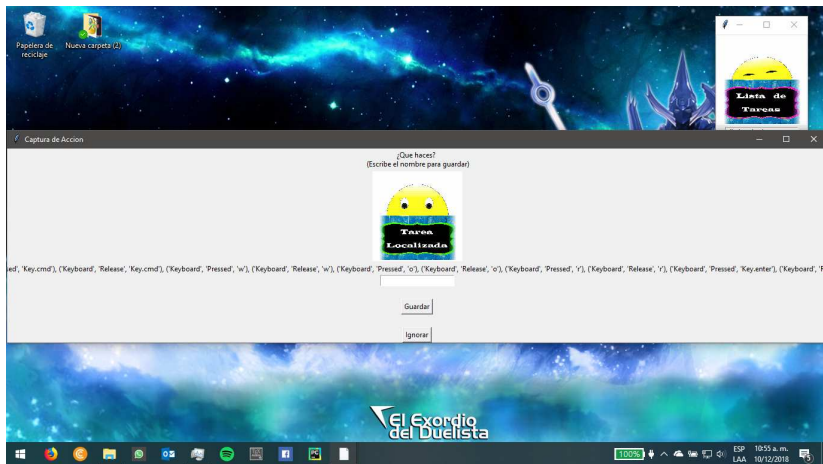 Papelera de
reciclaje
Nueva carpeta (2)
Lista de
Tareas
Captura de Accion
¿Que haces?
(Escribe el nombre para guardar)
Tarea
Localizada
sed', 'Key.cmd'), ('Keyboard', 'Release', 'Key.cmd'), ('Keyboard', 'Pressed', 'w'), ('Keyboard', 'Release', 'w'), ('Keyboard', 'Pressed', 'o'), ('Keyboard', 'Release', 'o'), ('Keyboard', 'Pressed', 'r'), ('Keyboard', 'Release', 'r'), ('Keyboard', 'Pressed', 'Key.enter'), ('Keyboard', 'R
Guardar
Ignorar
El Exordio
del Duelista
100%
ESP
LAA
10:55 a. m.
10/12/2018